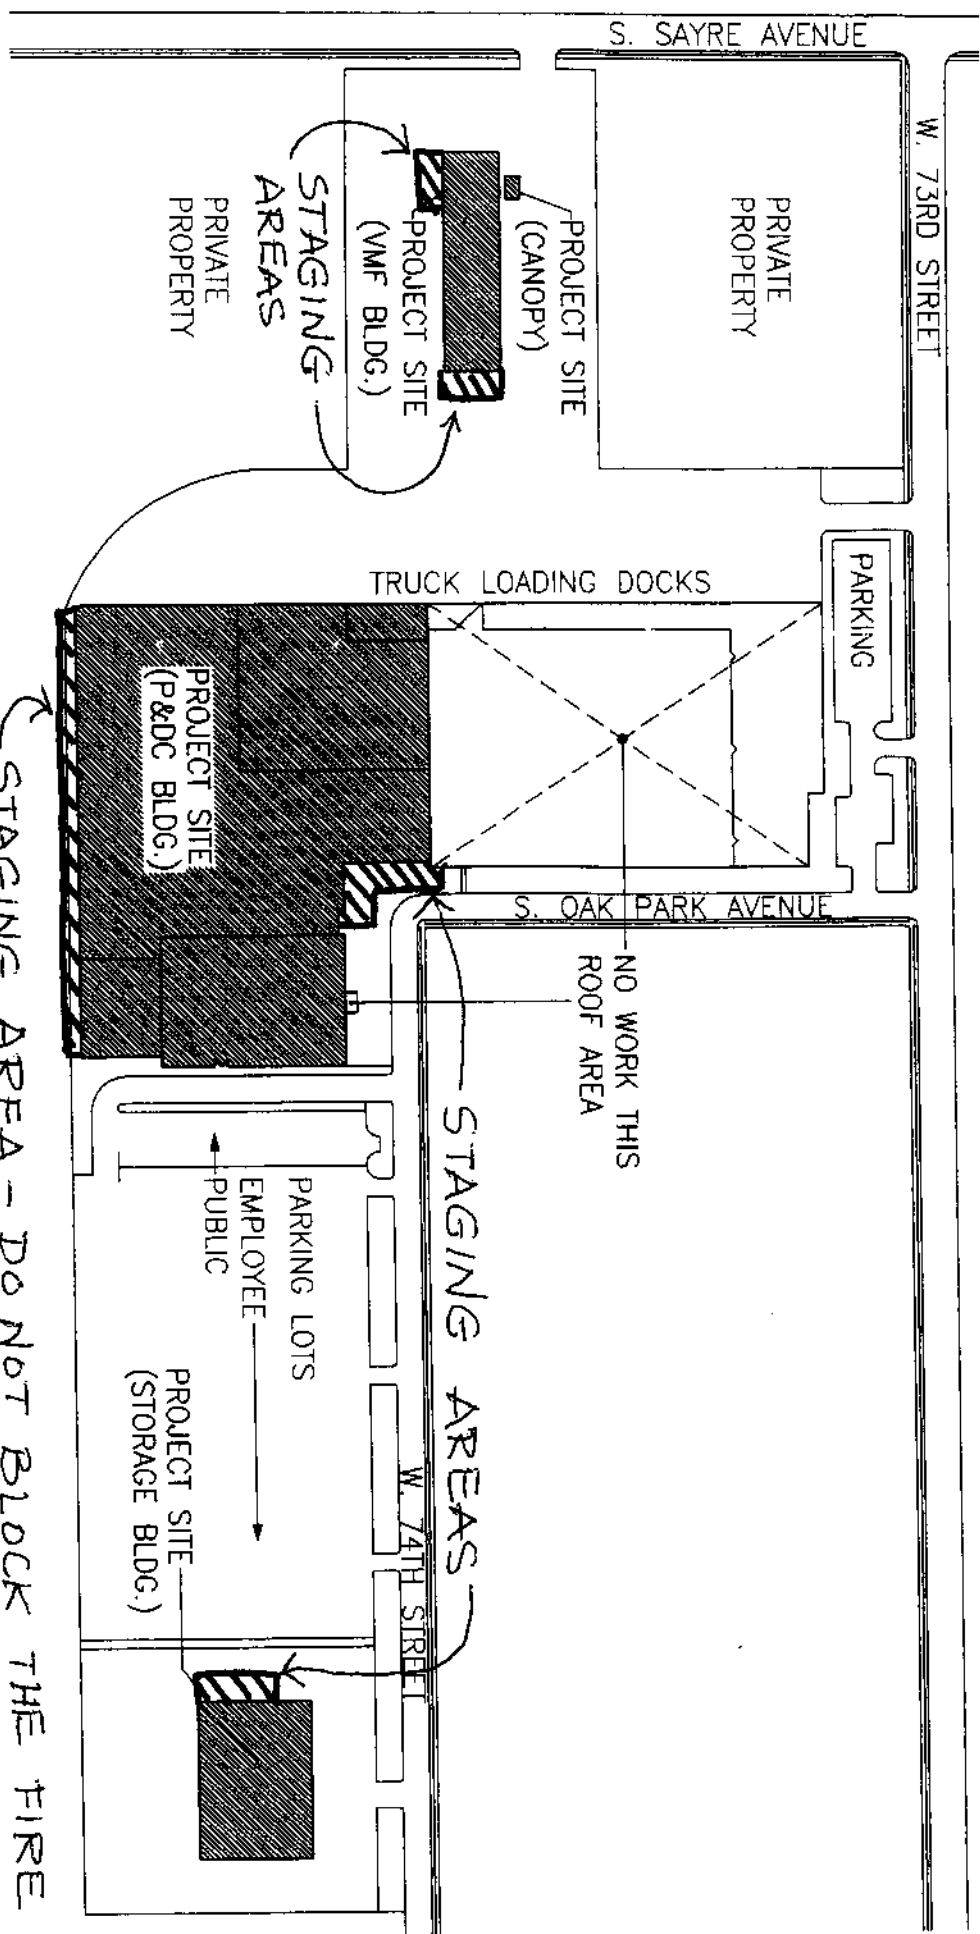 S. SAYRE AVENUE
W. 73RD STREET
PRIVATE
PROPERTY
PROJECT SITE
(CANOPY)
PROJECT SITE
(VMF BLDG.)
STAGING
AREAS
PRIVATE
PROPERTY
PARKING
TRUCK LOADING DOCKS
PROJECT SITE
(P&DC BLDG.)
S. OAK PARK AVENUE
NO WORK THIS
ROOF AREA
STAGING AREAS
PARKING LOTS
EMPLOYEE
PUBLIC
W. 74TH STREET
PROJECT SITE
(STORAGE BLDG.)
STAGING AREA - DO NOT BLOCK THE FIRE